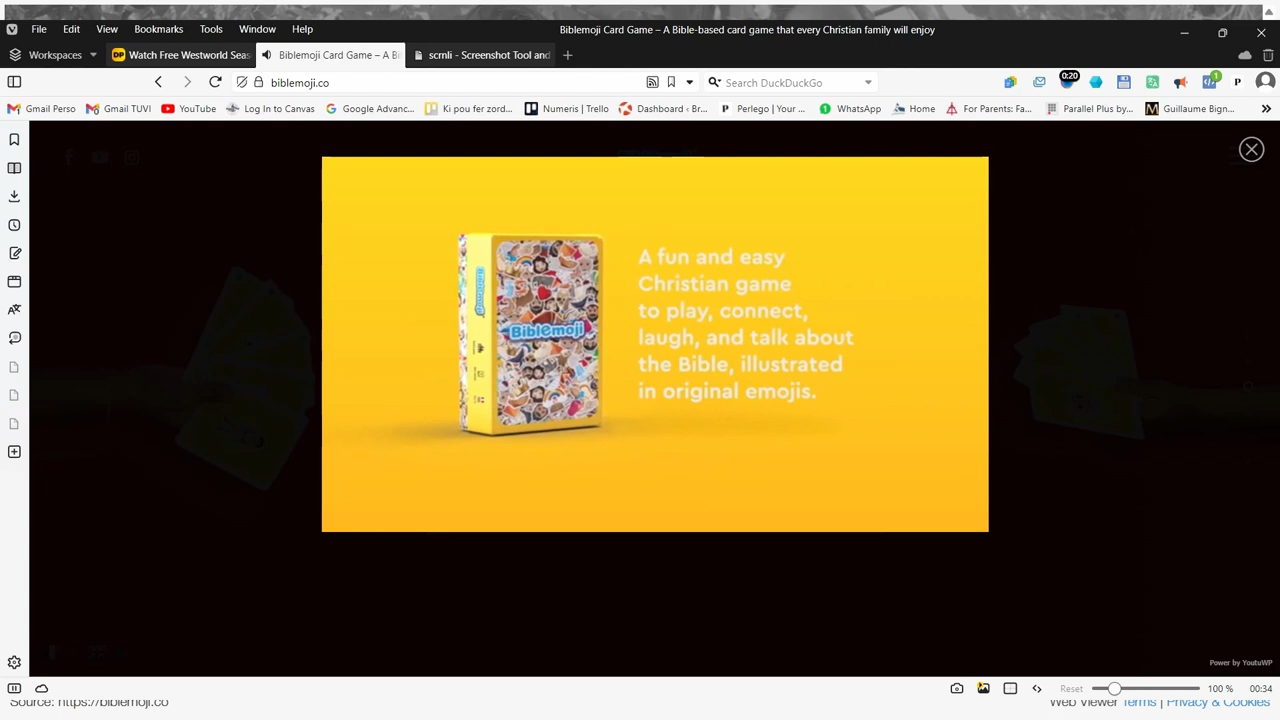 File Edit View Bookmarks Tools Window Help
Biblemoji Card Game – A Bible-based card game that every Christian family will enjoy
Workspaces
Watch Free Westworld Seas
Biblemoji Card Game – A B
scrnli - Screenshot Tool and
biblemoji.co
Search DuckDuckGo
0:20
1
P
Gmail Perso
Gmail TUVI
YouTube
Log In to Canvas
Google Advanc...
Ki pou fer zord...
Numeris | Trello
Dashboard ‹ Br...
P Perlego | Your ...
WhatsApp
Home
For Parents: Fa...
Parallel Plus by...
Guillaume Bign...
A fun and easy
Christian game
to play, connect,
laugh, and talk about
the Bible, illustrated
in original emojis.
Biblemoji
Biblemoji
Power by YoutuWP
Reset
100 %
00:34
Source: https://biblemoji.co
Web Viewer Terms | Privacy & Cookies